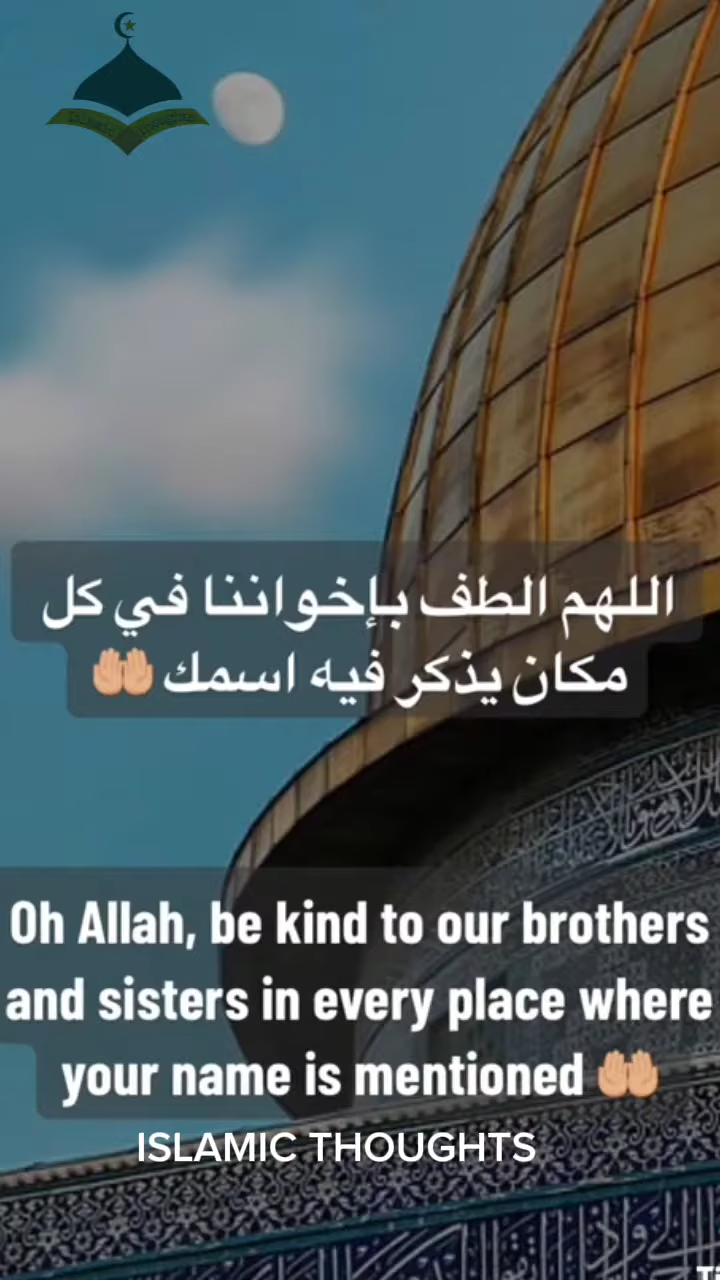 اللهم الطف بإخواننا في كل
مكان يذكر فيه اسمك 🤲🏼
Oh Allah, be kind to our brothers
and sisters in every place where
your name is mentioned 🤲🏼
ISLAMIC THOUGHTS